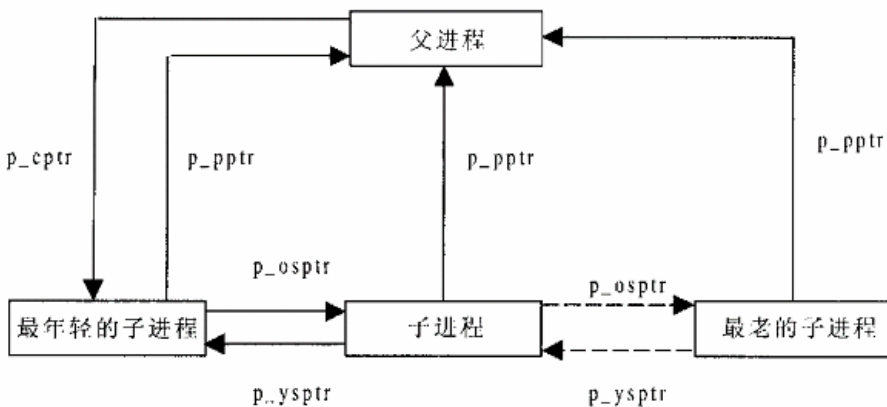 父进程
p_cptr
p_pptr
p_pptr
p_pptr
p_osptr
p_osptr
最年轻的子进程
子进程
最老的子进程
p_ysptr
p_ysptr